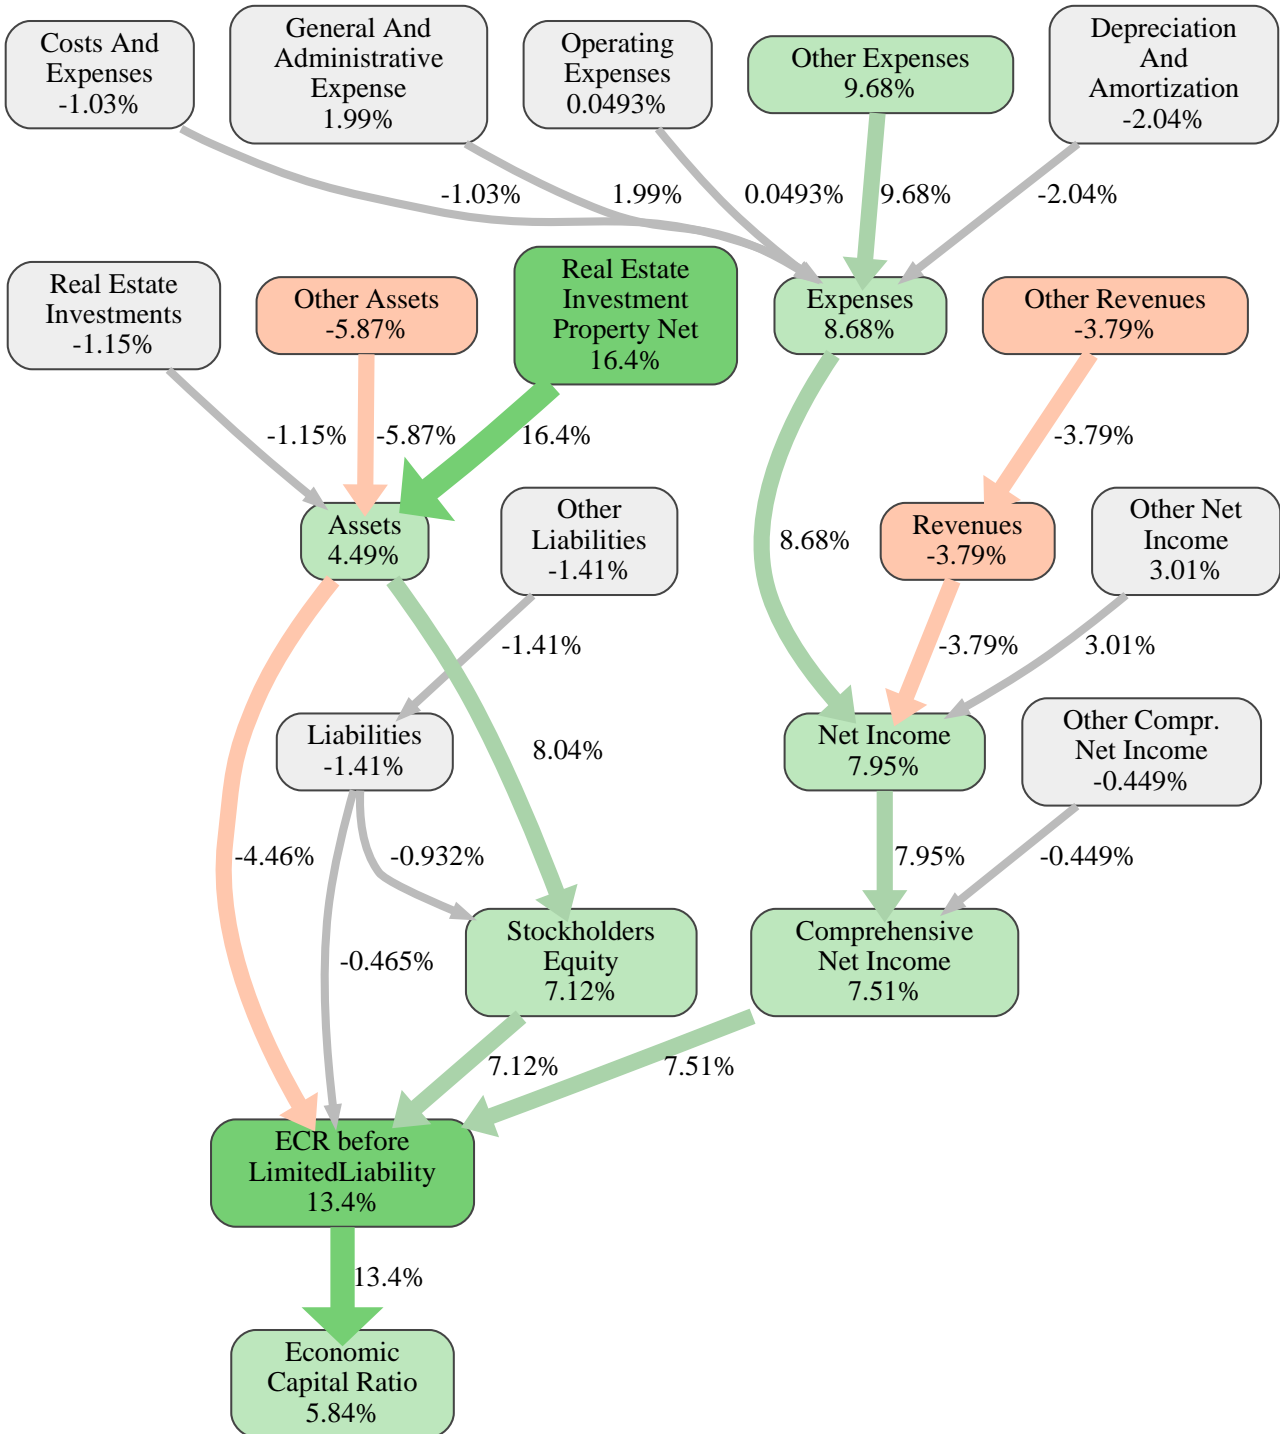 Costs And
Expenses
-1.03%
General And
Administrative
Expense
1.99%
Operating
Expenses
0.0493%
Other Expenses
9.68%
Depreciation
And
Amortization
-2.04%
-1.03%
1.99%
0.0493%
9.68%
-2.04%
Real Estate
Investments
-1.15%
Other Assets
-5.87%
Real Estate
Investment
Property Net
16.4%
Expenses
8.68%
Other Revenues
-3.79%
-1.15%
-5.87%
16.4%
-3.79%
Assets
4.49%
Other
Liabilities
-1.41%
8.68%
Revenues
-3.79%
Other Net
Income
3.01%
-1.41%
-3.79%
3.01%
Liabilities
-1.41%
8.04%
Net Income
7.95%
Other Compr.
Net Income
-0.449%
-4.46%
-0.932%
7.95%
-0.449%
-0.465%
Stockholders
Equity
7.12%
Comprehensive
Net Income
7.51%
7.12%
7.51%
ECR before
LimitedLiability
13.4%
13.4%
Economic
Capital Ratio
5.84%